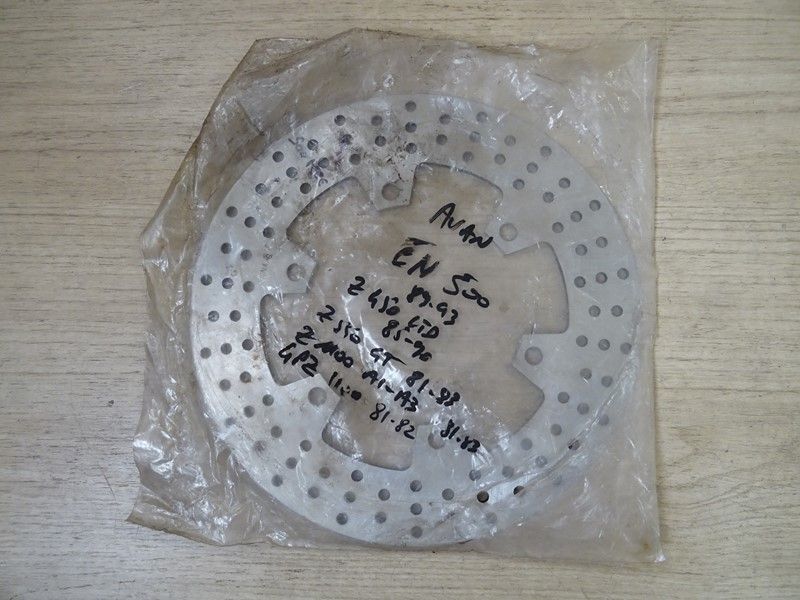 AVAN
EN 500
89-93
Z 450 LTD
85-90
Z 550 GT 81-88
Z 1100 A1-A3 81-83
GPZ 1100 81-82